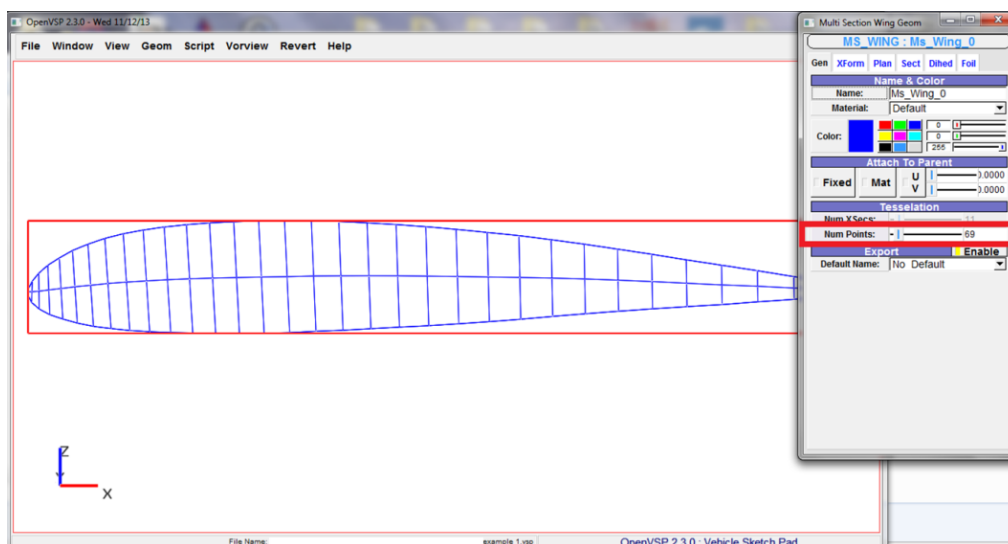 OpenVSP 2.3.0 - Wed 11/12/13
File Window View Geom Script Vorview Revert Help
Z
X
File Name: example 1.vsp OpenVSP 2.3.0 : Vehicle Sketch Pad
Multi Section Wing Geom
MS_WING : Ms_Wing_0
Gen XForm Plan Sect Dihed Foil
Name & Color
Name: Ms_Wing_0
Material: Default
Color: 0
0
255
Attach To Parent
Fixed Mat U 0.0000
V 0.0000
Tesselation
Num XSecs: 11
Num Points: 69
Export Enable
Default Name: No Default